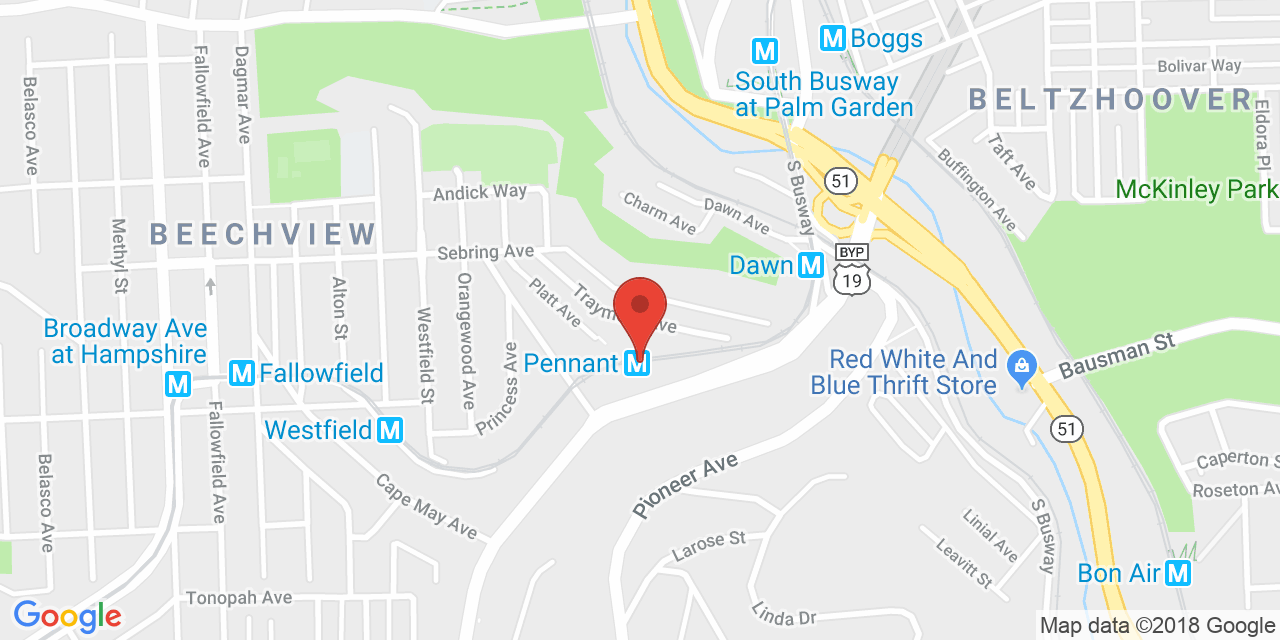 Boggs
Bolivar Way
South Busway
at Palm Garden
BELTZHOOVER
Belasco Ave
Fallowfield Ave
Dagmar Ave
Eldora Pl
Taft Ave
Buffington Ave
S Busway
51
McKinley Park
Andick Way
Charm Ave
Dawn Ave
BEECHVIEW
Methyl St
Sebring Ave
BYP
19
Dawn
Alton St
Orangewood Ave
Platt Ave
Westfield St
Broadway Ave
at Hampshire
Princess Ave
Pennant
Fallowfield
Red White And
Blue Thrift Store
Bausman St
Westfield
51
Fallowfield Ave
Belasco Ave
Cape May Ave
Pioneer Ave
Caperton
Roseton
S Busway
Linial Ave
Leavitt St
Larose St
Bon Air
Tonopah Ave
Linda Dr
Google
Map data ©2018 Google